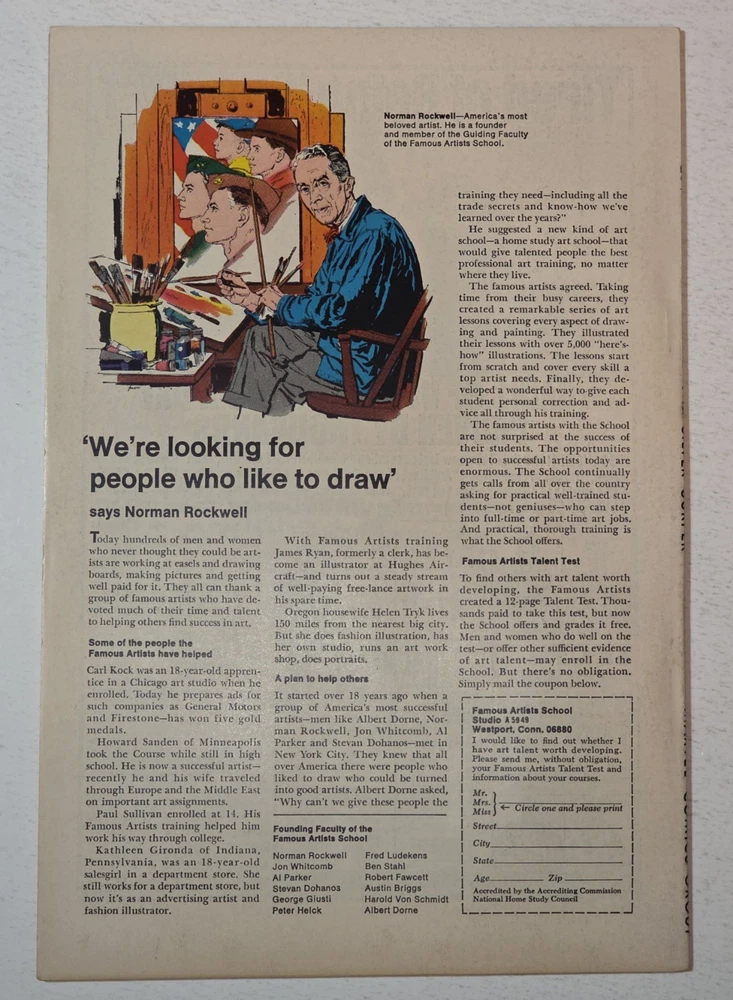 Norman Rockwell—America's most
beloved artist. He is a founder
and member of the Guiding Faculty
of the Famous Artists School.
'We're looking for
people who like to draw'
says Norman Rockwell
Today hundreds of men and women
who never thought they could be art-
ists are working at easels and drawing
boards, making pictures and getting
well paid for it. They all can thank a
group of famous artists who have de-
voted much of their time and talent
to helping others find success in art.
Some of the people the
Famous Artists have helped
Carl Kock was an 18-year-old appren-
tice in a Chicago art studio when he
enrolled. Today he prepares ads for
such companies as General Motors
and Firestone—has won five gold
medals.
Howard Sanden of Minneapolis
took the Course while still in high
school. He is now a successful artist—
recently he and his wife traveled
through Europe and the Middle East
on important art assignments.
Paul Sullivan enrolled at 14. His
Famous Artists training helped him
work his way through college.
Kathleen Gironda of Indiana,
Pennsylvania, was an 18-year-old
salesgirl in a department store. She
still works for a department store, but
now it's as an advertising artist and
fashion illustrator.
With Famous Artists training
James Ryan, formerly a clerk, has be-
come an illustrator at Hughes Air-
craft—and turns out a steady stream
of well-paying free-lance artwork in
his spare time.
Oregon housewife Helen Tryk lives
150 miles from the nearest big city.
But she does fashion illustration, has
her own studio, runs an art work
shop, does portraits.
A plan to help others
It started over 18 years ago when a
group of America's most successful
artists—men like Albert Dorne, Nor-
man Rockwell, Jon Whitcomb, Al
Parker and Stevan Dohanos—met in
New York City. They knew that all
over America there were people who
liked to draw who could be turned
into good artists. Albert Dorne asked,
"Why can't we give these people the
Founding Faculty of the
Famous Artists School
Norman Rockwell Fred Ludekens
Jon Whitcomb Ben Stahl
Al Parker Robert Fawcett
Stevan Dohanos Austin Briggs
George Giusti Harold Von Schmidt
Peter Helck Albert Dorne
training they need—including all the
trade secrets and know-how we've
learned over the years?"
He suggested a new kind of art
school—a home study art school—that
would give talented people the best
professional art training, no matter
where they live.
The famous artists agreed. Taking
time from their busy careers, they
created a remarkable series of art
lessons covering every aspect of draw-
ing and painting. They illustrated
their lessons with over 5,000 "here's-
how" illustrations. The lessons start
from scratch and cover every skill a
top artist needs. Finally, they de-
veloped a wonderful way to give each
student personal correction and ad-
vice all through his training.
The famous artists with the School
are not surprised at the success of
their students. The opportunities
open to successful artists today are
enormous. The School continually
gets calls from all over the country
asking for practical well-trained stu-
dents—not geniuses—who can step
into full-time or part-time art jobs.
And practical, thorough training is
what the School offers.
Famous Artists Talent Test
To find others with art talent worth
developing, the Famous Artists
created a 12-page Talent Test. Thou-
sands paid to take this test, but now
the School offers and grades it free.
Men and women who do well on the
test—or offer other sufficient evidence
of art talent—may enroll in the
School. But there's no obligation.
Simply mail the coupon below.
Famous Artists School
Studio A5949
Westport, Conn. 06880
I would like to find out whether I
have art talent worth developing.
Please send me, without obligation,
your Famous Artists Talent Test and
information about your courses.
Mr.
Mrs. ← Circle one and please print
Miss
Street
City
State
Age Zip
Accredited by the Accrediting Commission
National Home Study Council